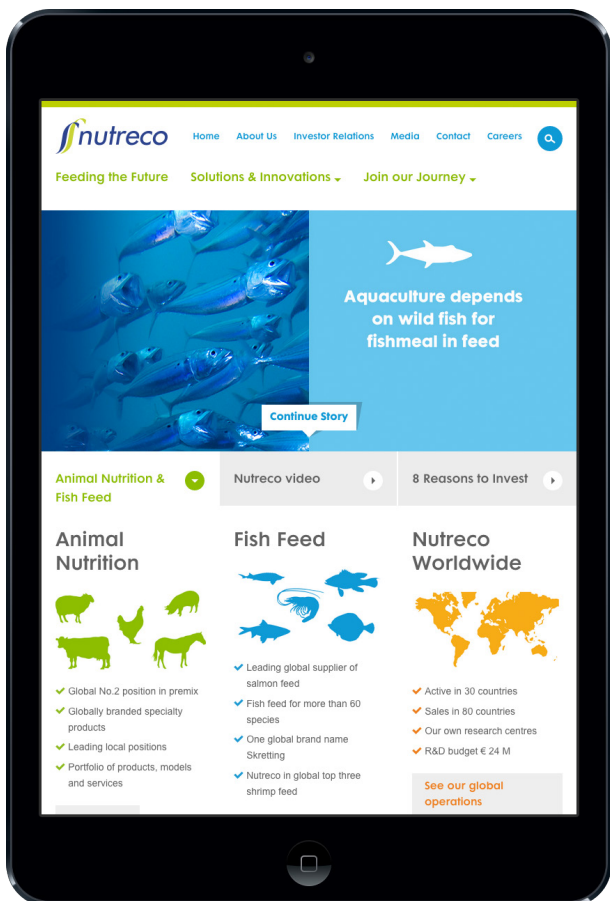 nutreco
Home About Us Investor Relations Media Contact Careers
Feeding the Future Solutions & Innovations Join our Journey
Aquaculture depends
on wild fish for
fishmeal in feed
Continue Story
Animal Nutrition &
Fish Feed
Nutreco video
8 Reasons to Invest
Animal
Nutrition
Global No.2 position in premix
Globally branded specialty
products
Leading local positions
Portfolio of products, models
and services
Fish Feed
Leading global supplier of
salmon feed
Fish feed for more than 60
species
One global brand name
Skretting
Nutreco in global top three
shrimp feed
Nutreco
Worldwide
Active in 30 countries
Sales in 80 countries
Our own research centres
R&D budget € 24 M
See our global
operations